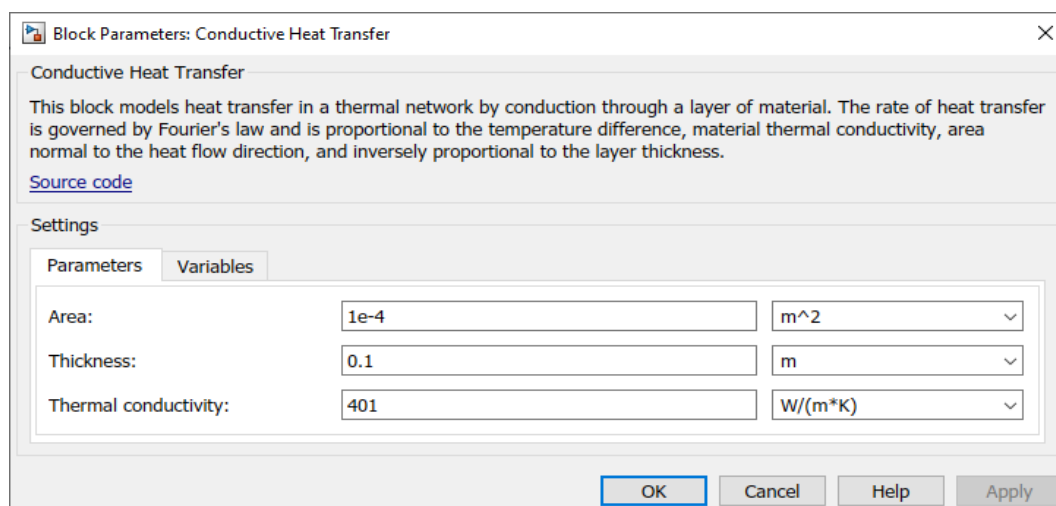 Block Parameters: Conductive Heat Transfer
Conductive Heat Transfer
This block models heat transfer in a thermal network by conduction through a layer of material. The rate of heat transfer
is governed by Fourier's law and is proportional to the temperature difference, material thermal conductivity, area
normal to the heat flow direction, and inversely proportional to the layer thickness.
Source code
Settings
Parameters Variables
Area: 1e-4 m^2
Thickness: 0.1 m
Thermal conductivity: 401 W/(m*K)
OK Cancel Help Apply